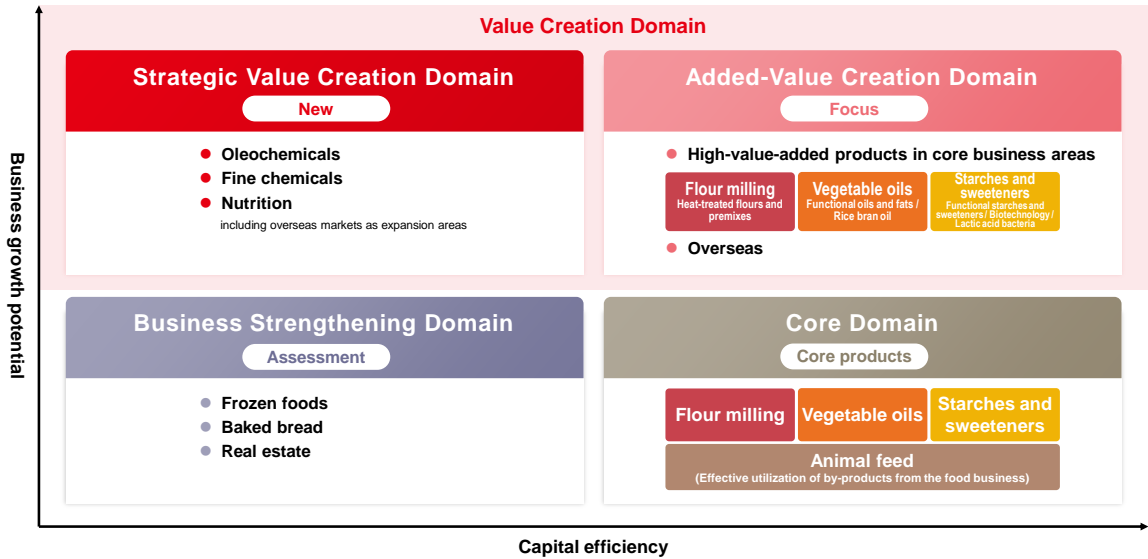 Value Creation Domain
Business growth potential
Strategic Value Creation Domain
New
Oleochemicals
Fine chemicals
Nutrition
including overseas markets as expansion areas
Added-Value Creation Domain
Focus
High-value-added products in core business areas
Flour milling
Heat-treated flours and
premixes
Vegetable oils
Functional oils and fats /
Rice bran oil
Starches and
sweeteners
Functional starches and
sweeteners / Biotechnology /
Lactic acid bacteria
Overseas
Business Strengthening Domain
Assessment
Frozen foods
Baked bread
Real estate
Core Domain
Core products
Flour milling
Vegetable oils
Starches and
sweeteners
Animal feed
(Effective utilization of by-products from the food business)
Capital efficiency